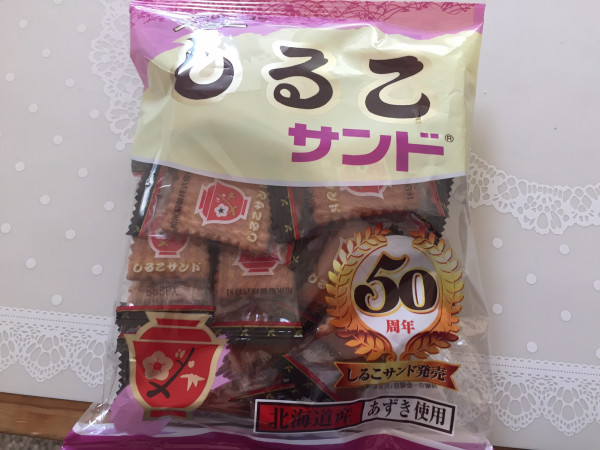 しるこ
サンド®
しるこサンド
50
周年
しるこサンド発売
北海道産 あずき使用